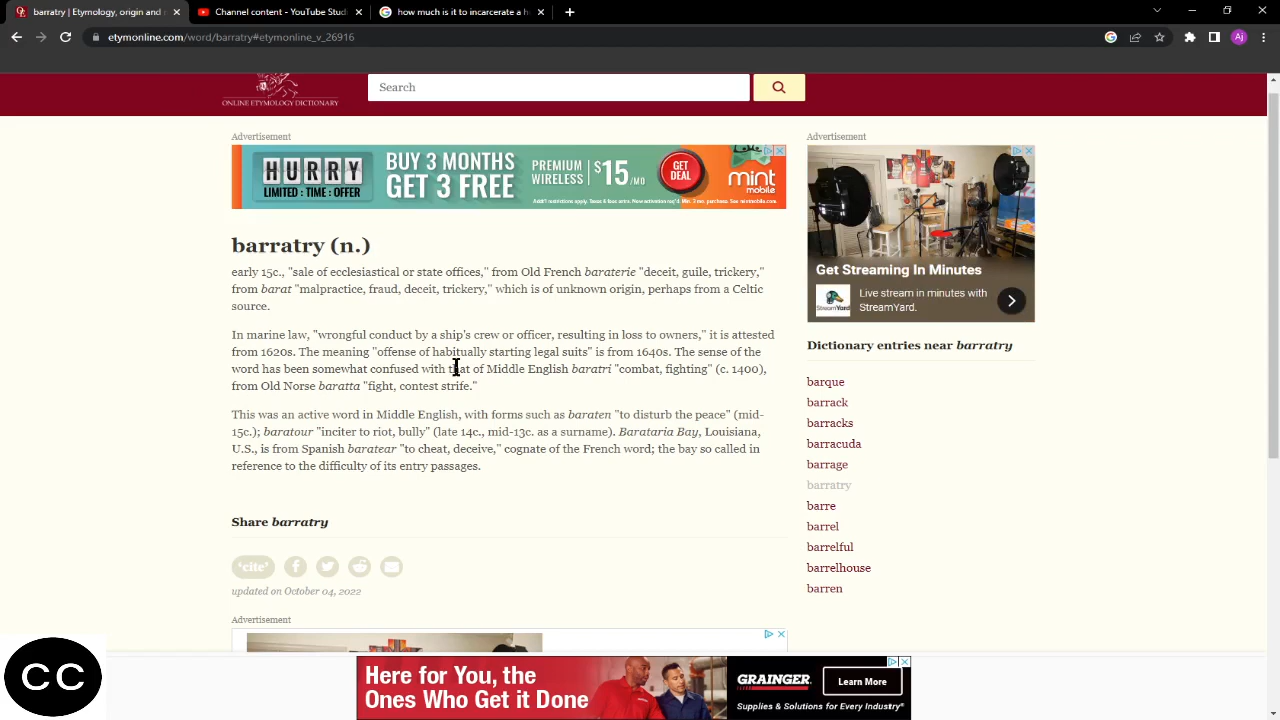 barratry | Etymology, origin and m
Channel content - YouTube Studi
how much is it to incarcerate a h
etymonline.com/word/barratry#etymonline_v_26916
Aj
ONLINE ETYMOLOGY DICTIONARY
Search
Advertisement
HURRY
LIMITED : TIME : OFFER
BUY 3 MONTHS
GET 3 FREE
PREMIUM
WIRELESS
$15/MO
GET
DEAL
mint
mobile
barratry (n.)
early 15c., "sale of ecclesiastical or state offices," from Old French baraterie "deceit, guile, trickery,"
from barat "malpractice, fraud, deceit, trickery," which is of unknown origin, perhaps from a Celtic
source.
In marine law, "wrongful conduct by a ship's crew or officer, resulting in loss to owners," it is attested
from 1620s. The meaning "offense of habitually starting legal suits" is from 1640s. The sense of the
word has been somewhat confused with that of Middle English baratri "combat, fighting" (c. 1400),
from Old Norse baratta "fight, contest strife."
This was an active word in Middle English, with forms such as baraten "to disturb the peace" (mid-
15c.); baratour "inciter to riot, bully" (late 14c., mid-13c. as a surname). Barataria Bay, Louisiana,
U.S., is from Spanish baratear "to cheat, deceive," cognate of the French word; the bay so called in
reference to the difficulty of its entry passages.
Share barratry
‘cite’
updated on October 04, 2022
Advertisement
Advertisement
Get Streaming In Minutes
StreamYard
Live stream in minutes with
StreamYard.
Dictionary entries near barratry
barque
barrack
barracks
barracuda
barrage
barratry
barre
barrel
barrelful
barrelhouse
barren
CC
Here for You, the
Ones Who Get it Done
GRAINGER
Supplies & Solutions for Every Industry®
Learn More